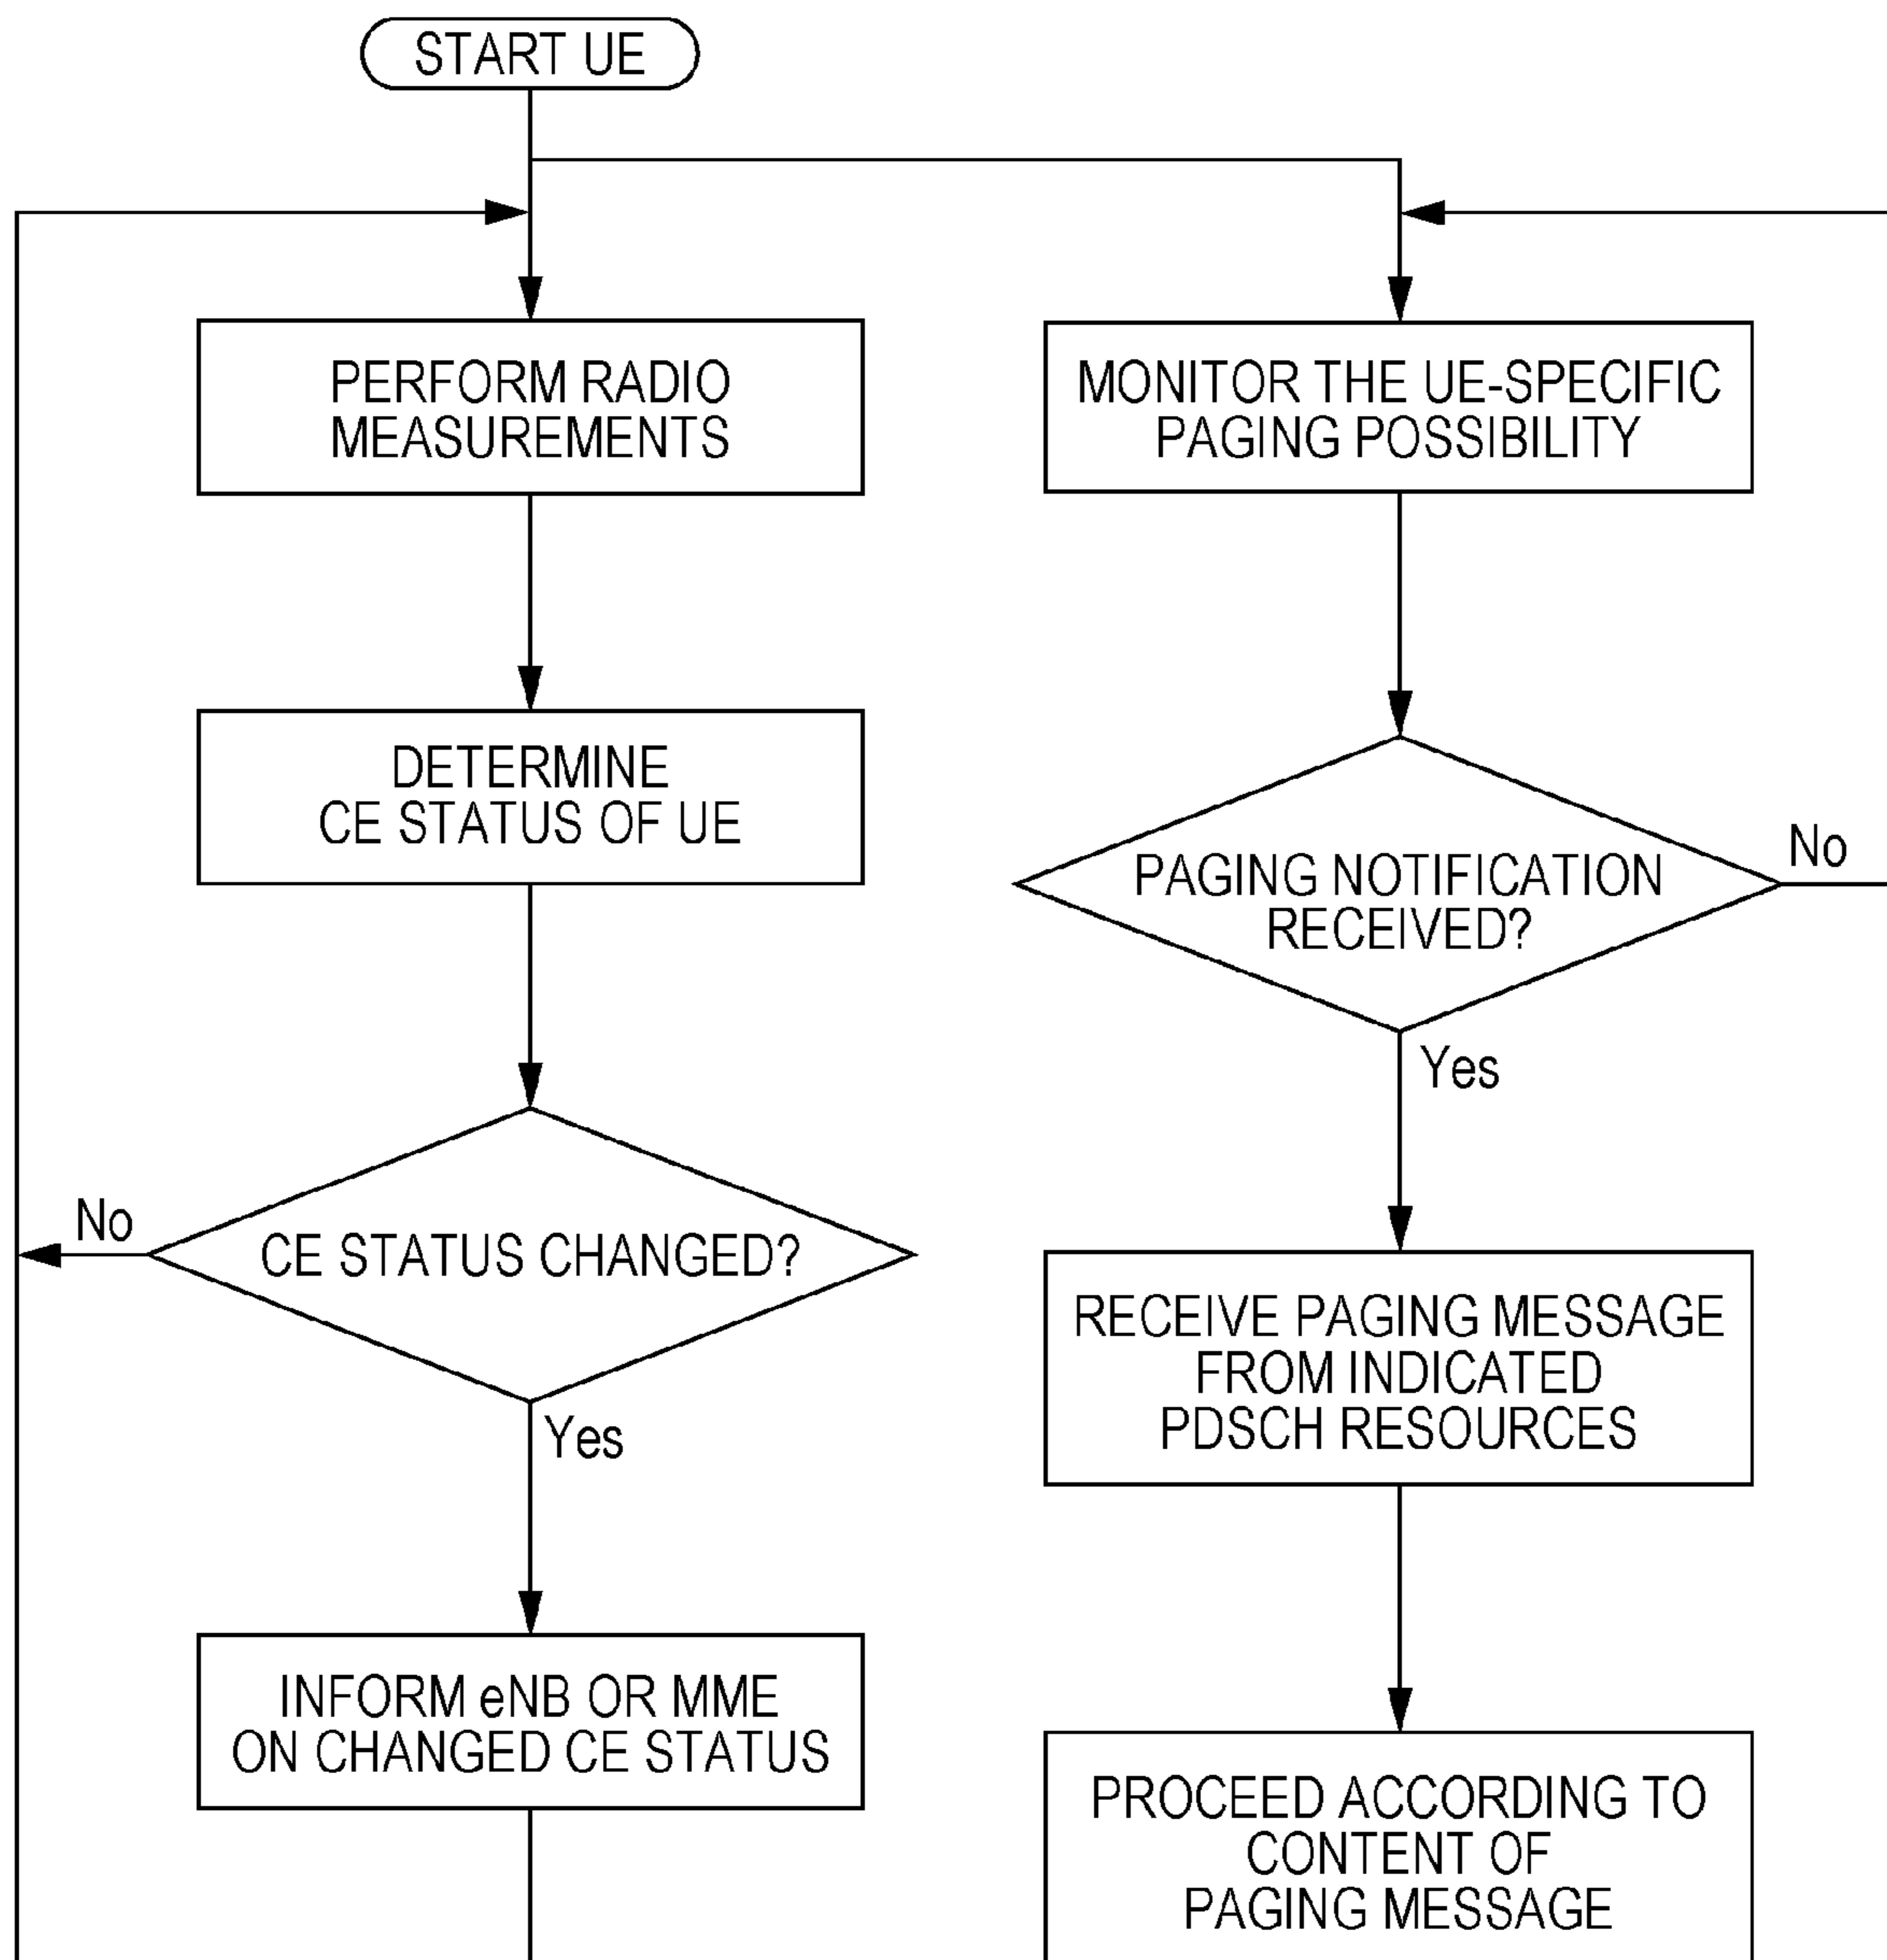 START UE
PERFORM RADIO
MEASUREMENTS
DETERMINE
CE STATUS OF UE
CE STATUS CHANGED?
No
Yes
INFORM eNB OR MME
ON CHANGED CE STATUS
MONITOR THE UE-SPECIFIC
PAGING POSSIBILITY
PAGING NOTIFICATION
RECEIVED?
No
Yes
RECEIVE PAGING MESSAGE
FROM INDICATED
PDSCH RESOURCES
PROCEED ACCORDING TO
CONTENT OF
PAGING MESSAGE